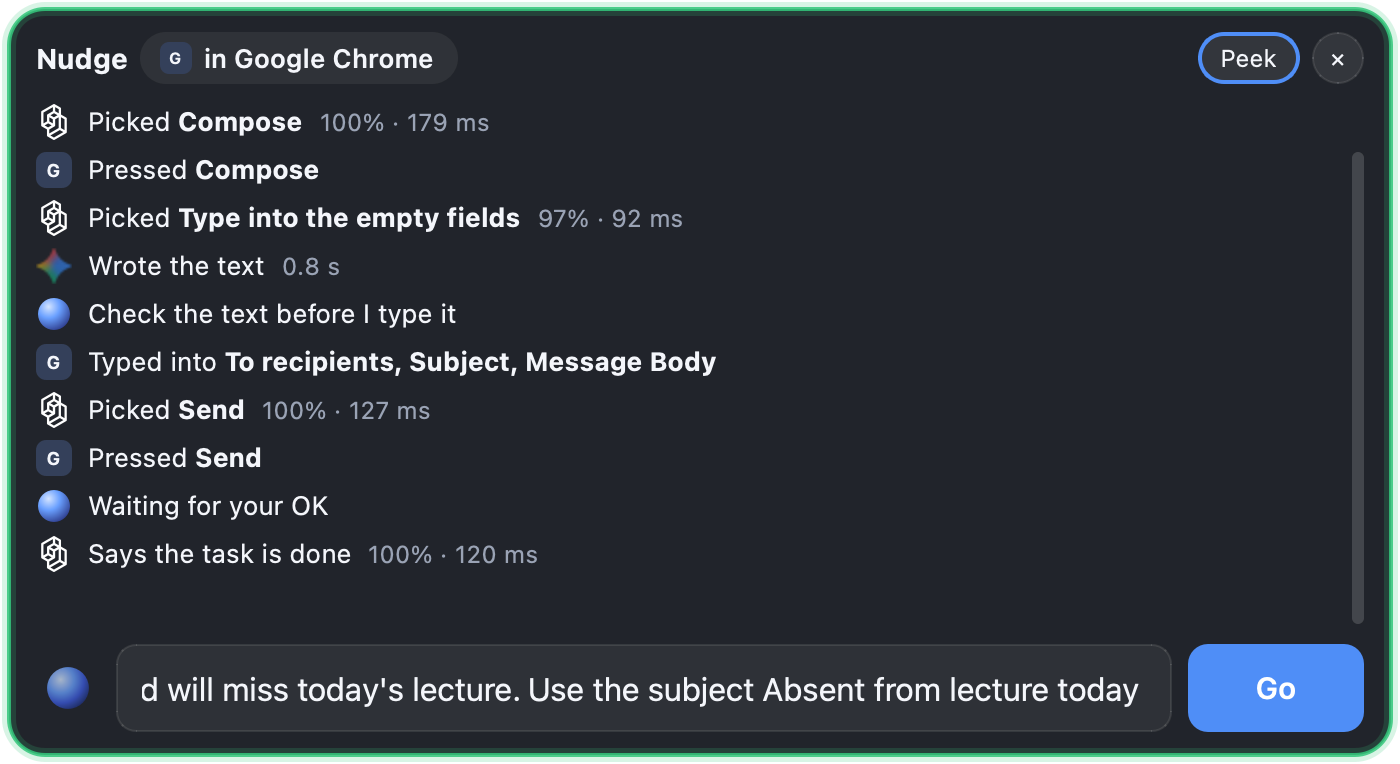 Nudge G in Google Chrome Peek ×
Picked Compose 100% · 179 ms
G Pressed Compose
Picked Type into the empty fields 97% · 92 ms
Wrote the text 0.8 s
Check the text before I type it
G Typed into To recipients, Subject, Message Body
Picked Send 100% · 127 ms
G Pressed Send
Waiting for your OK
Says the task is done 100% · 120 ms
d will miss today's lecture. Use the subject Absent from lecture today Go